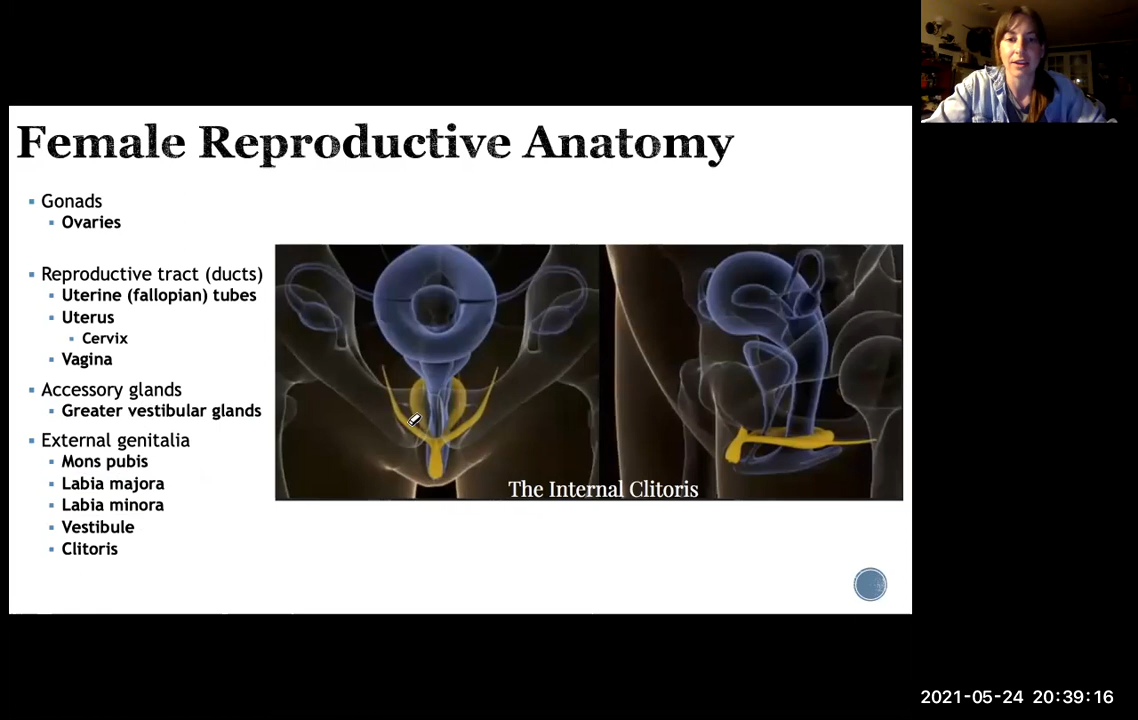 Female Reproductive Anatomy
Gonads
Ovaries
Reproductive tract (ducts)
Uterine (fallopian) tubes
Uterus
Cervix
Vagina
Accessory glands
Greater vestibular glands
External genitalia
Mons pubis
Labia majora
Labia minora
Vestibule
Clitoris
The Internal Clitoris
2021-05-24 20:39:16